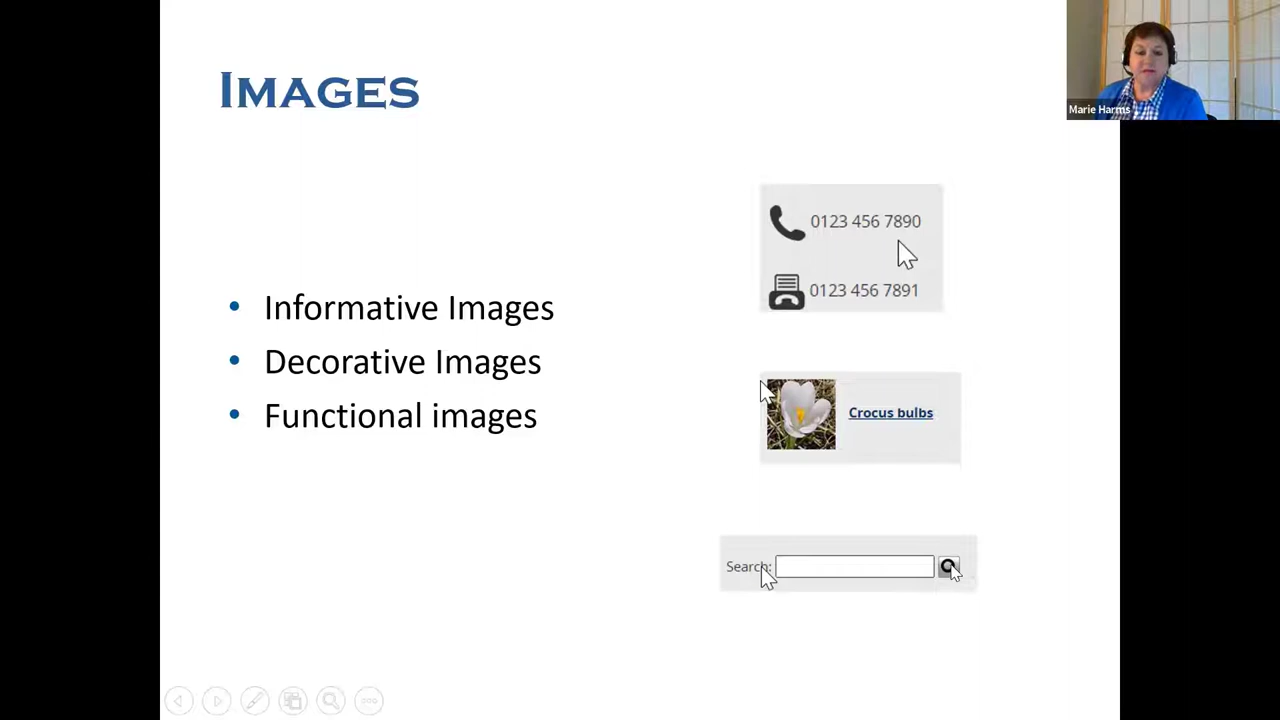 IMAGES
Marie Harms
0123 456 7890
0123 456 7891
• Informative Images
• Decorative Images
• Functional images
Crocus bulbs
Search: